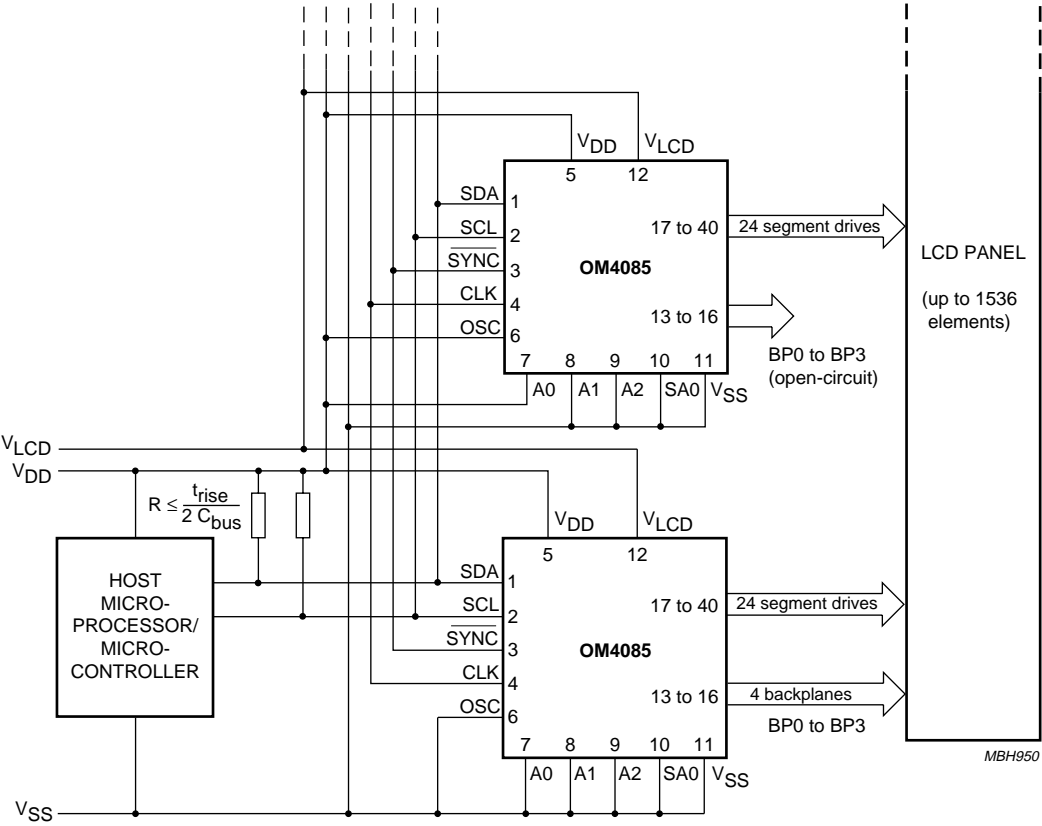 VDD
VLCD
5
12
SDA
1
SCL
2
17 to 40
24 segment drives
SYNC
3
OM4085
CLK
4
13 to 16
OSC
6
BP0 to BP3
(open-circuit)
7
8
9
10
11
A0
A1
A2
SA0
VSS
LCD PANEL
(up to 1536
elements)
VLCD
VDD
R ≤ trise
2 Cbus
VDD
VLCD
5
12
HOST
MICRO-
PROCESSOR/
MICRO-
CONTROLLER
SDA
1
SCL
2
17 to 40
24 segment drives
SYNC
3
OM4085
CLK
4
13 to 16
4 backplanes
OSC
6
BP0 to BP3
7
8
9
10
11
A0
A1
A2
SA0
VSS
MBH950
VSS